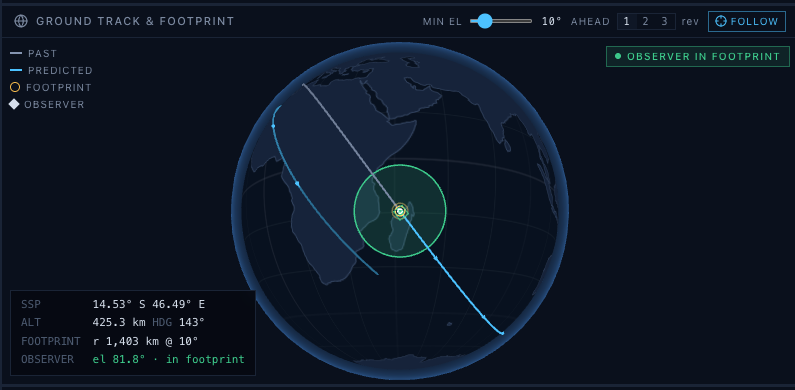 GROUND TRACK & FOOTPRINT MIN EL 10° AHEAD 1 2 3 rev FOLLOW
PAST
PREDICTED
FOOTPRINT
OBSERVER
OBSERVER IN FOOTPRINT
SSP 14.53° S 46.49° E
ALT 425.3 km HDG 143°
FOOTPRINT r 1,403 km @ 10°
OBSERVER el 81.8° · in footprint